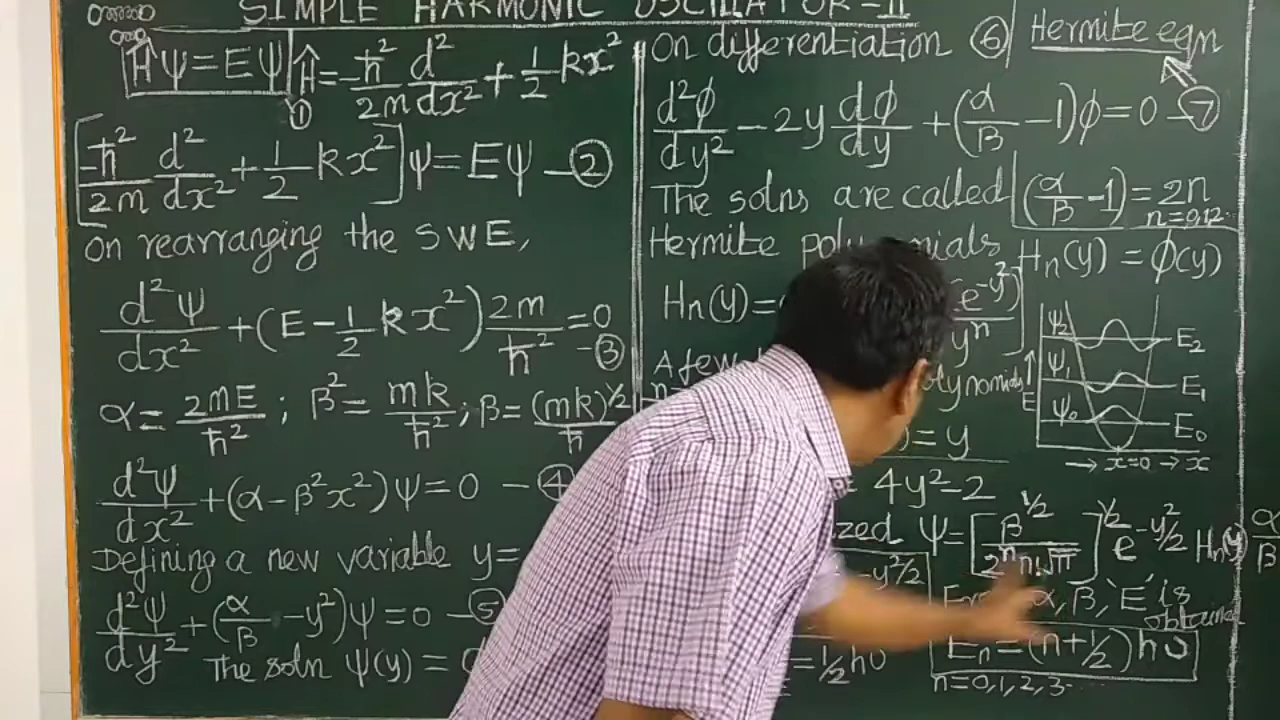 SIMPLE HARMONIC OSCILLATOR -II
Ĥψ=Eψ | Ĥ=-ħ²/2m d²/dx² + 1/2 kx²
①
[-ħ²/2m d²/dx² + 1/2 kx²]ψ=Eψ -②
on rearranging the SWE,
d²ψ/dx² + (E-1/2 kx²) 2m/ħ² =0 -③
α= 2mE/ħ² ; β²= mk/ħ² ; β= (mk)^1/2/ħ
d²ψ/dx² + (α-β²x²)ψ=0 - ④
Defining a new variable y=
d²ψ/dy² + (α/β -y²)ψ=0 -⑤
The soln ψ(y) =
On differentiation ⑥ | Hermite eqn
d²φ/dy² - 2y dφ/dy + (α/β -1)φ=0 -⑦
The solns are called
(α/β -1) = 2n
n=0,1,2..
Hermite
Hn(y) = φ(y)
Hn(y)=
e^-y²)
y^n ]
A few
= y
= 4y²-2
ψ₂ E₂
ψ₁ E₁
E ψ₀ E₀
→ x=0 → x
ψ=[β^1/2 / 2^n n!√π]^1/2 e^-y²/2 Hn(y)
α/β
-y²/2
α, β, 'E' is
obtained
=1/2 hυ
En=(n+1/2)hυ
n=0,1,2,3..